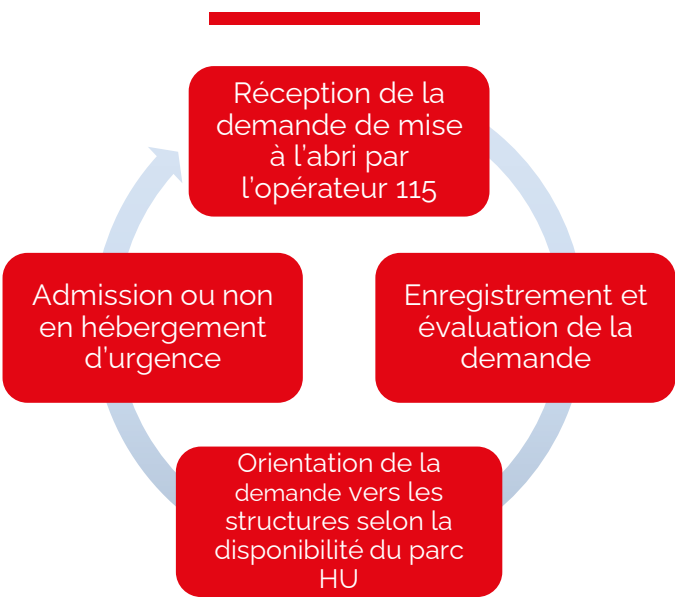 Réception de la
demande de mise
à l'abri par
l'opérateur 115
Enregistrement et
évaluation de la
demande
Orientation de la
demande vers les
structures selon la
disponibilité du parc
HU
Admission ou non
en hébergement
d'urgence